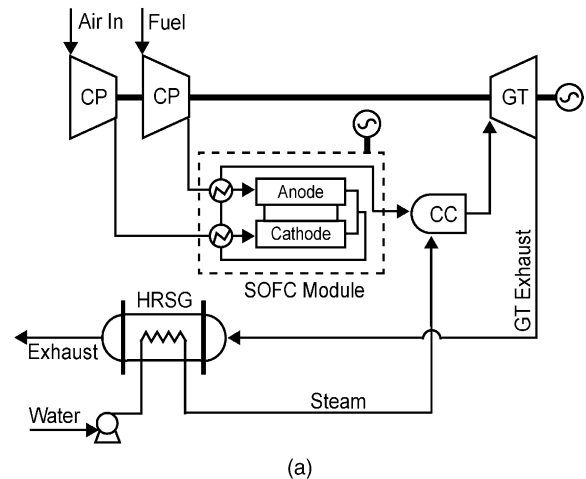 Air In
Fuel
CP
CP
GT
Anode
Cathode
CC
SOFC Module
GT Exhaust
HRSG
Exhaust
Steam
Water
(a)